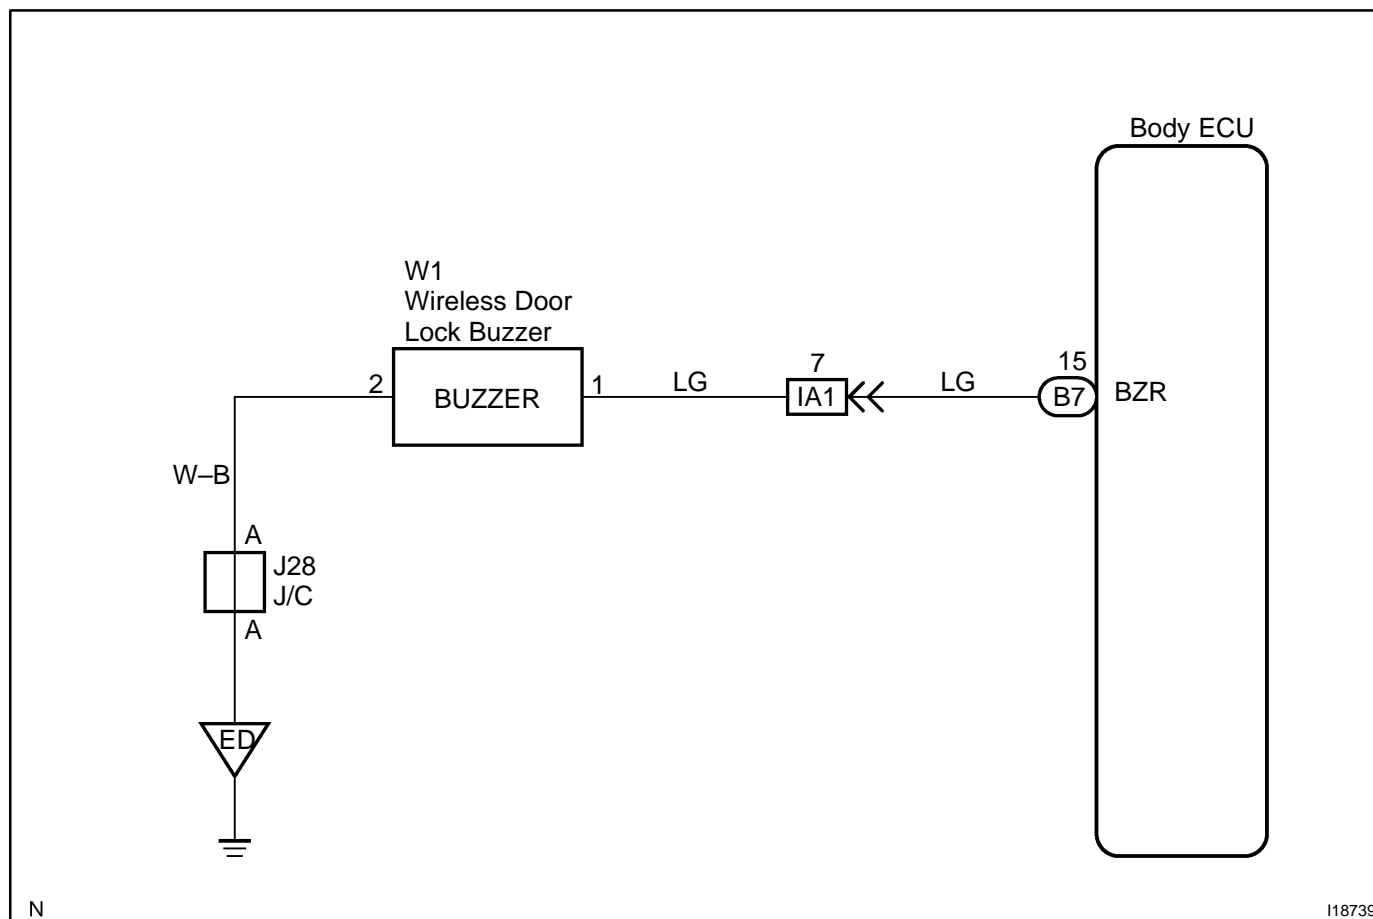 Body ECU
W1
Wireless Door
Lock Buzzer
7
15
2
BUZZER
1
LG
IA1
LG
B7
BZR
W–B
A
J28
J/C
A
ED
N
I18739